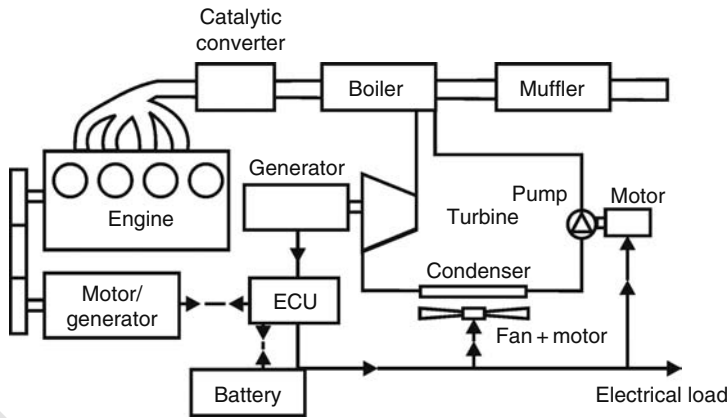 Catalytic
converter
Boiler
Muffler
Generator
Engine
Turbine
Pump
Motor
Condenser
Motor/
generator
ECU
Fan + motor
Battery
Electrical load